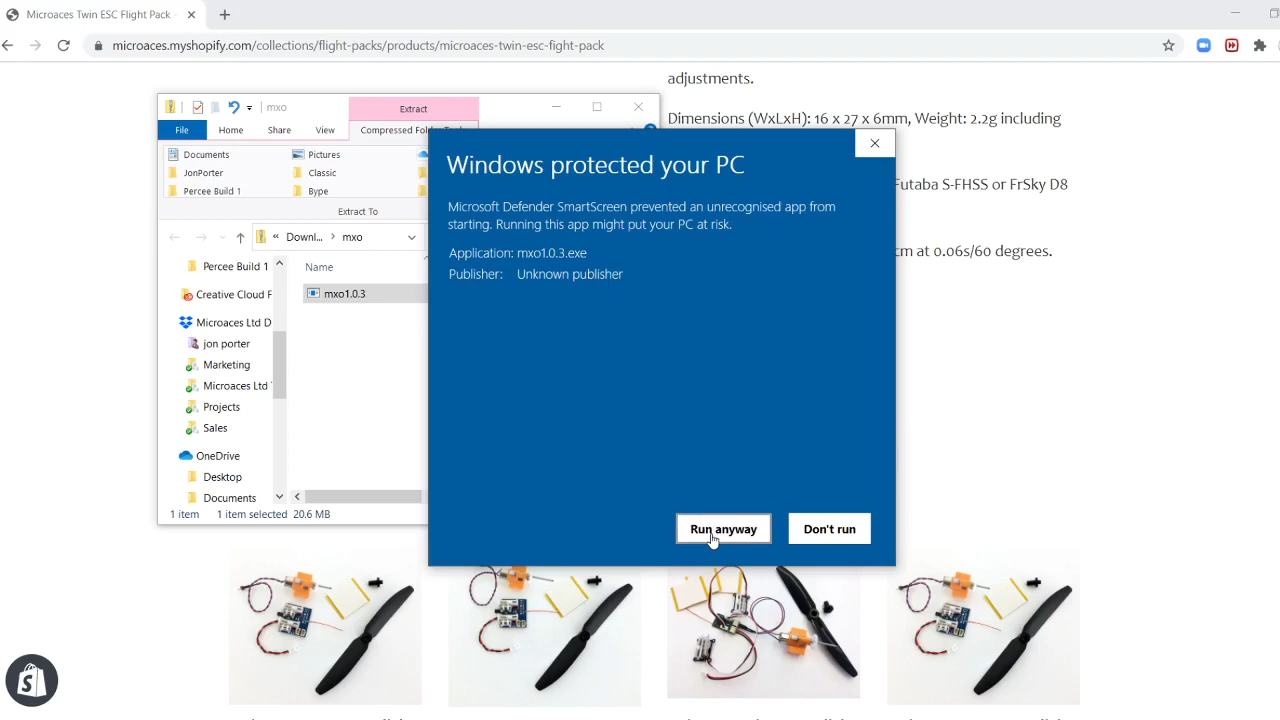 Microaces Twin ESC Flight Pack
microaces.myshopify.com/collections/flight-packs/products/microaces-twin-esc-fight-pack
adjustments.
Dimensions (WxLxH): 16 x 27 x 6mm, Weight: 2.2g including
Futaba S-FHSS or FrSky D8
cm at 0.06s/60 degrees.
mxo
Extract
File
Home
Share
View
Compressed Folder
Documents
Pictures
JonPorter
Classic
Percee Build 1
Bype
Extract To
« Downl... > mxo
Name
Percee Build 1
mxo1.0.3
Creative Cloud F
Microaces Ltd D
jon porter
Marketing
Microaces Ltd
Projects
Sales
OneDrive
Desktop
Documents
1 item
1 item selected 20.6 MB
Windows protected your PC
Microsoft Defender SmartScreen prevented an unrecognised app from
starting. Running this app might put your PC at risk.
Application: mxo1.0.3.exe
Publisher: Unknown publisher
Run anyway
Don't run